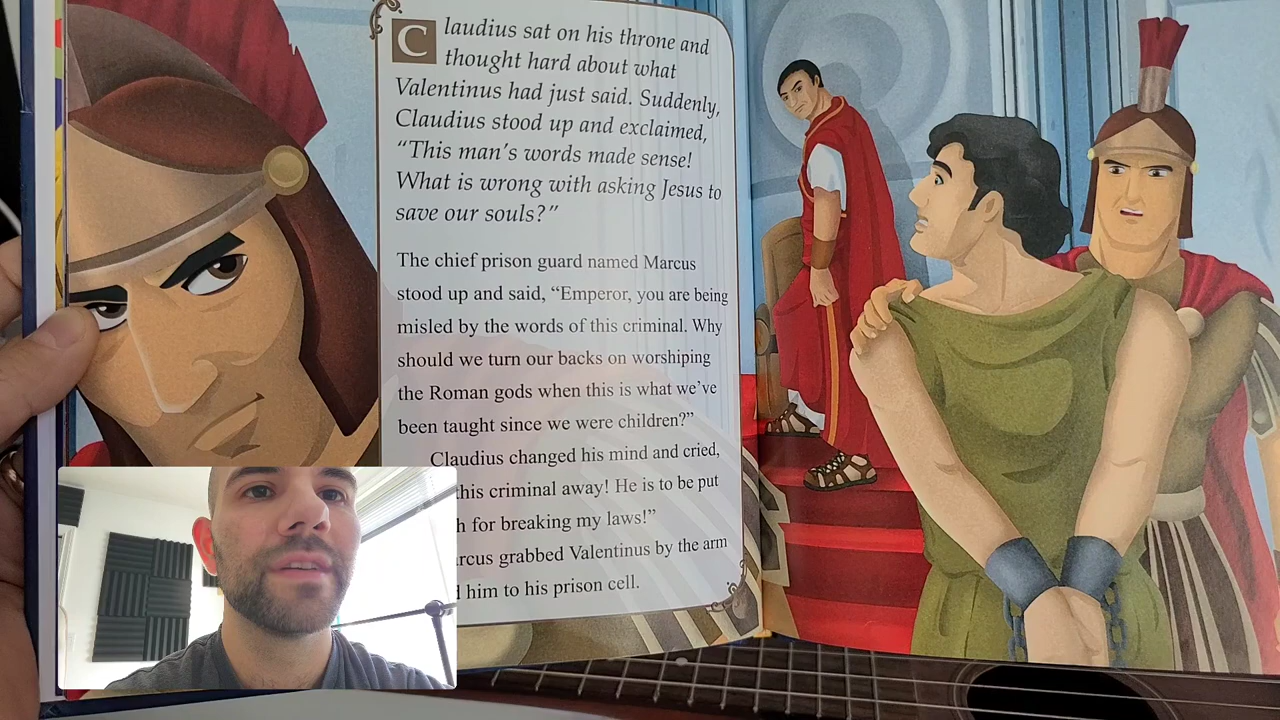 Claudius sat on his throne and
thought hard about what
Valentinus had just said. Suddenly,
Claudius stood up and exclaimed,
“This man’s words made sense!
What is wrong with asking Jesus to
save our souls?”
The chief prison guard named Marcus
stood up and said, “Emperor, you are being
misled by the words of this criminal. Why
should we turn our backs on worshiping
the Roman gods when this is what we’ve
been taught since we were children?”
Claudius changed his mind and cried,
this criminal away! He is to be put
for breaking my laws!”
grabbed Valentinus by the arm
him to his prison cell.